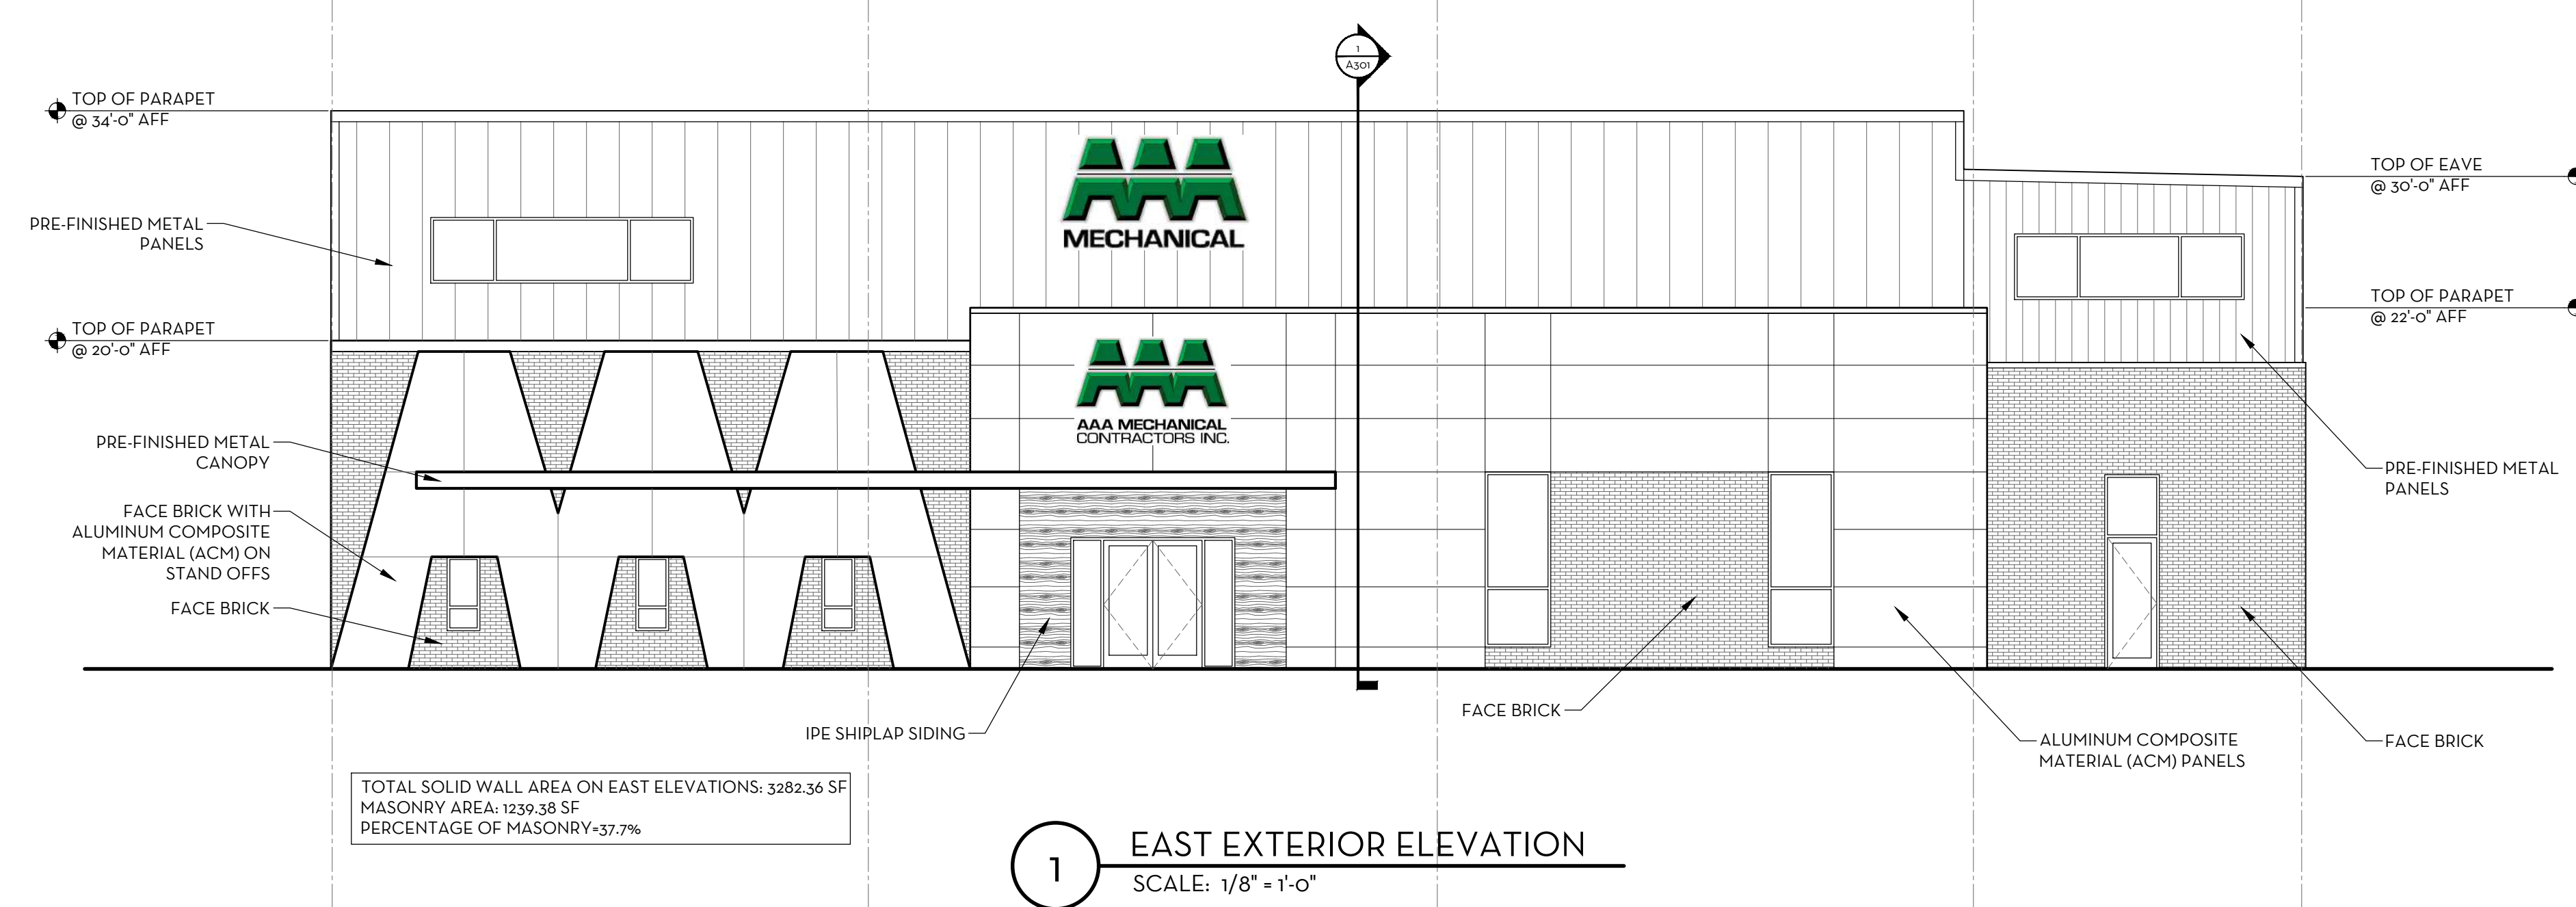 1
A301
TOP OF PARAPET
@ 34'-0" AFF
TOP OF EAVE
@ 30'-0" AFF
PRE-FINISHED METAL
PANELS
MECHANICAL
TOP OF PARAPET
@ 22'-0" AFF
TOP OF PARAPET
@ 20'-0" AFF
AAA MECHANICAL
CONTRACTORS INC.
PRE-FINISHED METAL
CANOPY
PRE-FINISHED METAL
PANELS
FACE BRICK WITH
ALUMINUM COMPOSITE
MATERIAL (ACM) ON
STAND OFFS
FACE BRICK
IPE SHIPLAP SIDING
FACE BRICK
ALUMINUM COMPOSITE
MATERIAL (ACM) PANELS
FACE BRICK
TOTAL SOLID WALL AREA ON EAST ELEVATIONS: 3282.36 SF
MASONRY AREA: 1239.38 SF
PERCENTAGE OF MASONRY=37.7%
1
EAST EXTERIOR ELEVATION
SCALE: 1/8" = 1'-0"